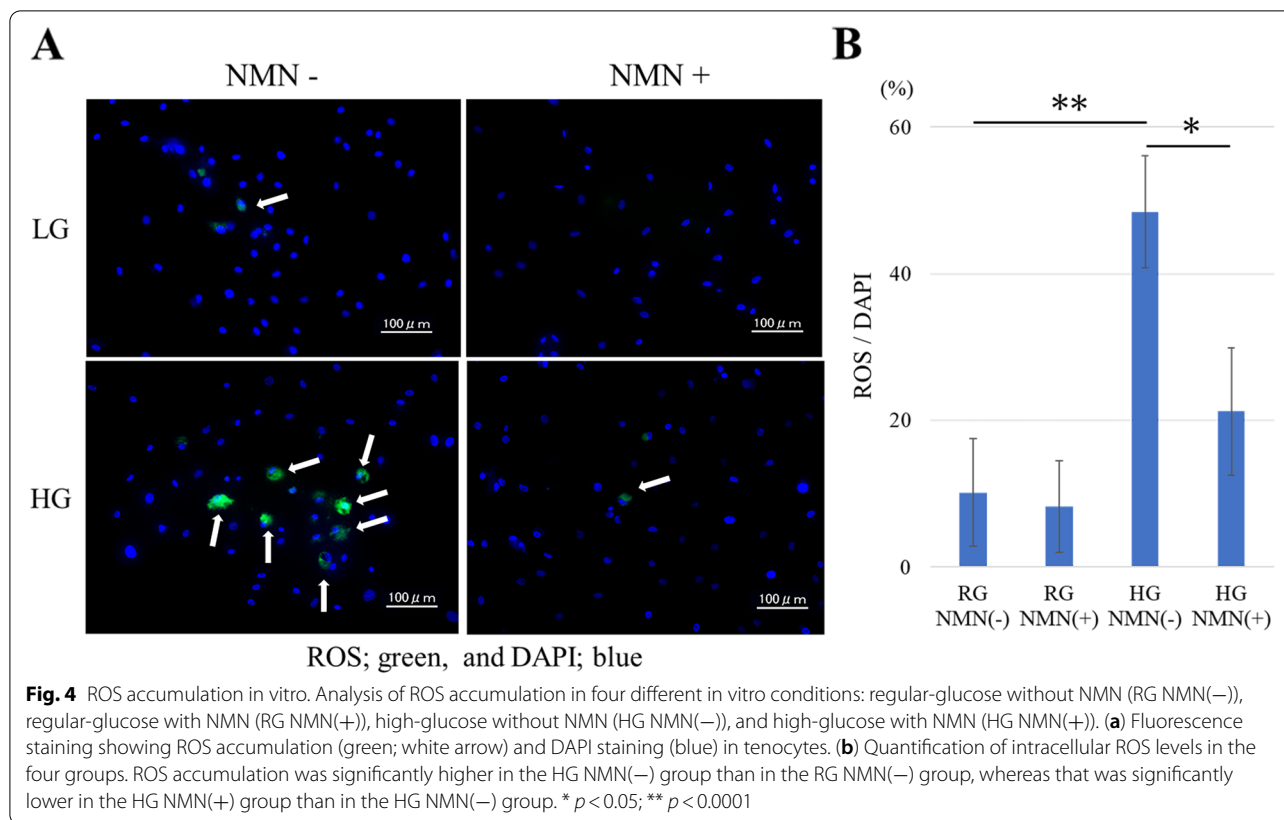 A
NMN -
NMN +
LG
100μm
100μm
HG
100μm
100μm
ROS; green, and DAPI; blue
B
(%)
**
*
60
40
20
0
ROS / DAPI
RG
NMN(-)
RG
NMN(+)
HG
NMN(-)
HG
NMN(+)
Fig. 4 ROS accumulation in vitro. Analysis of ROS accumulation in four different in vitro conditions: regular-glucose without NMN (RG NMN(−)),
regular-glucose with NMN (RG NMN(+)), high-glucose without NMN (HG NMN(−)), and high-glucose with NMN (HG NMN(+)). (a) Fluorescence
staining showing ROS accumulation (green; white arrow) and DAPI staining (blue) in tenocytes. (b) Quantification of intracellular ROS levels in the
four groups. ROS accumulation was significantly higher in the HG NMN(−) group than in the RG NMN(−) group, whereas that was significantly
lower in the HG NMN(+) group than in the HG NMN(−) group. * p < 0.05; ** p < 0.0001